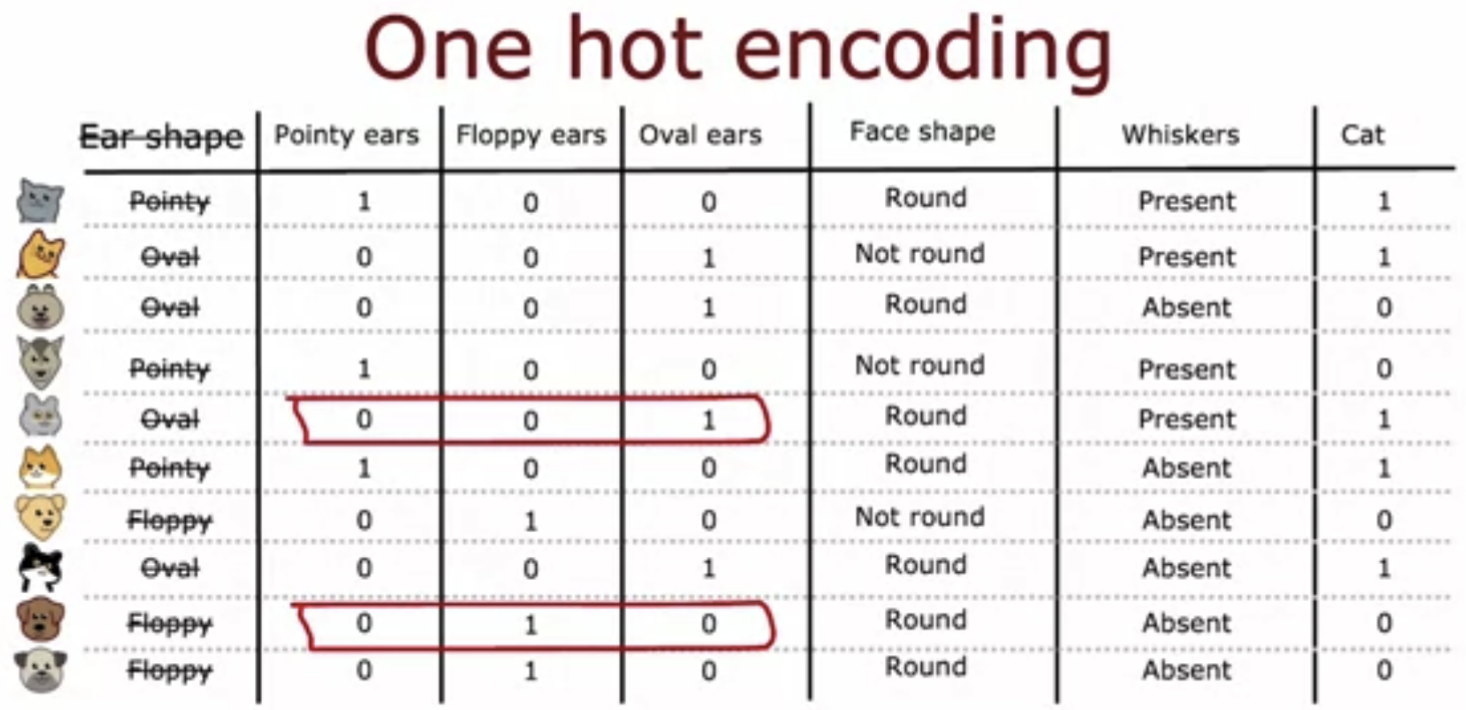 One hot encoding
Ear shape Pointy ears Floppy ears Oval ears Face shape Whiskers Cat
Pointy 1 0 0 Round Present 1
Oval 0 0 1 Not round Present 1
Oval 0 0 1 Round Absent 0
Pointy 1 0 0 Not round Present 0
Oval 0 0 1 Round Present 1
Pointy 1 0 0 Round Absent 1
Floppy 0 1 0 Not round Absent 0
Oval 0 0 1 Round Absent 1
Floppy 0 1 0 Round Absent 0
Floppy 0 1 0 Round Absent 0